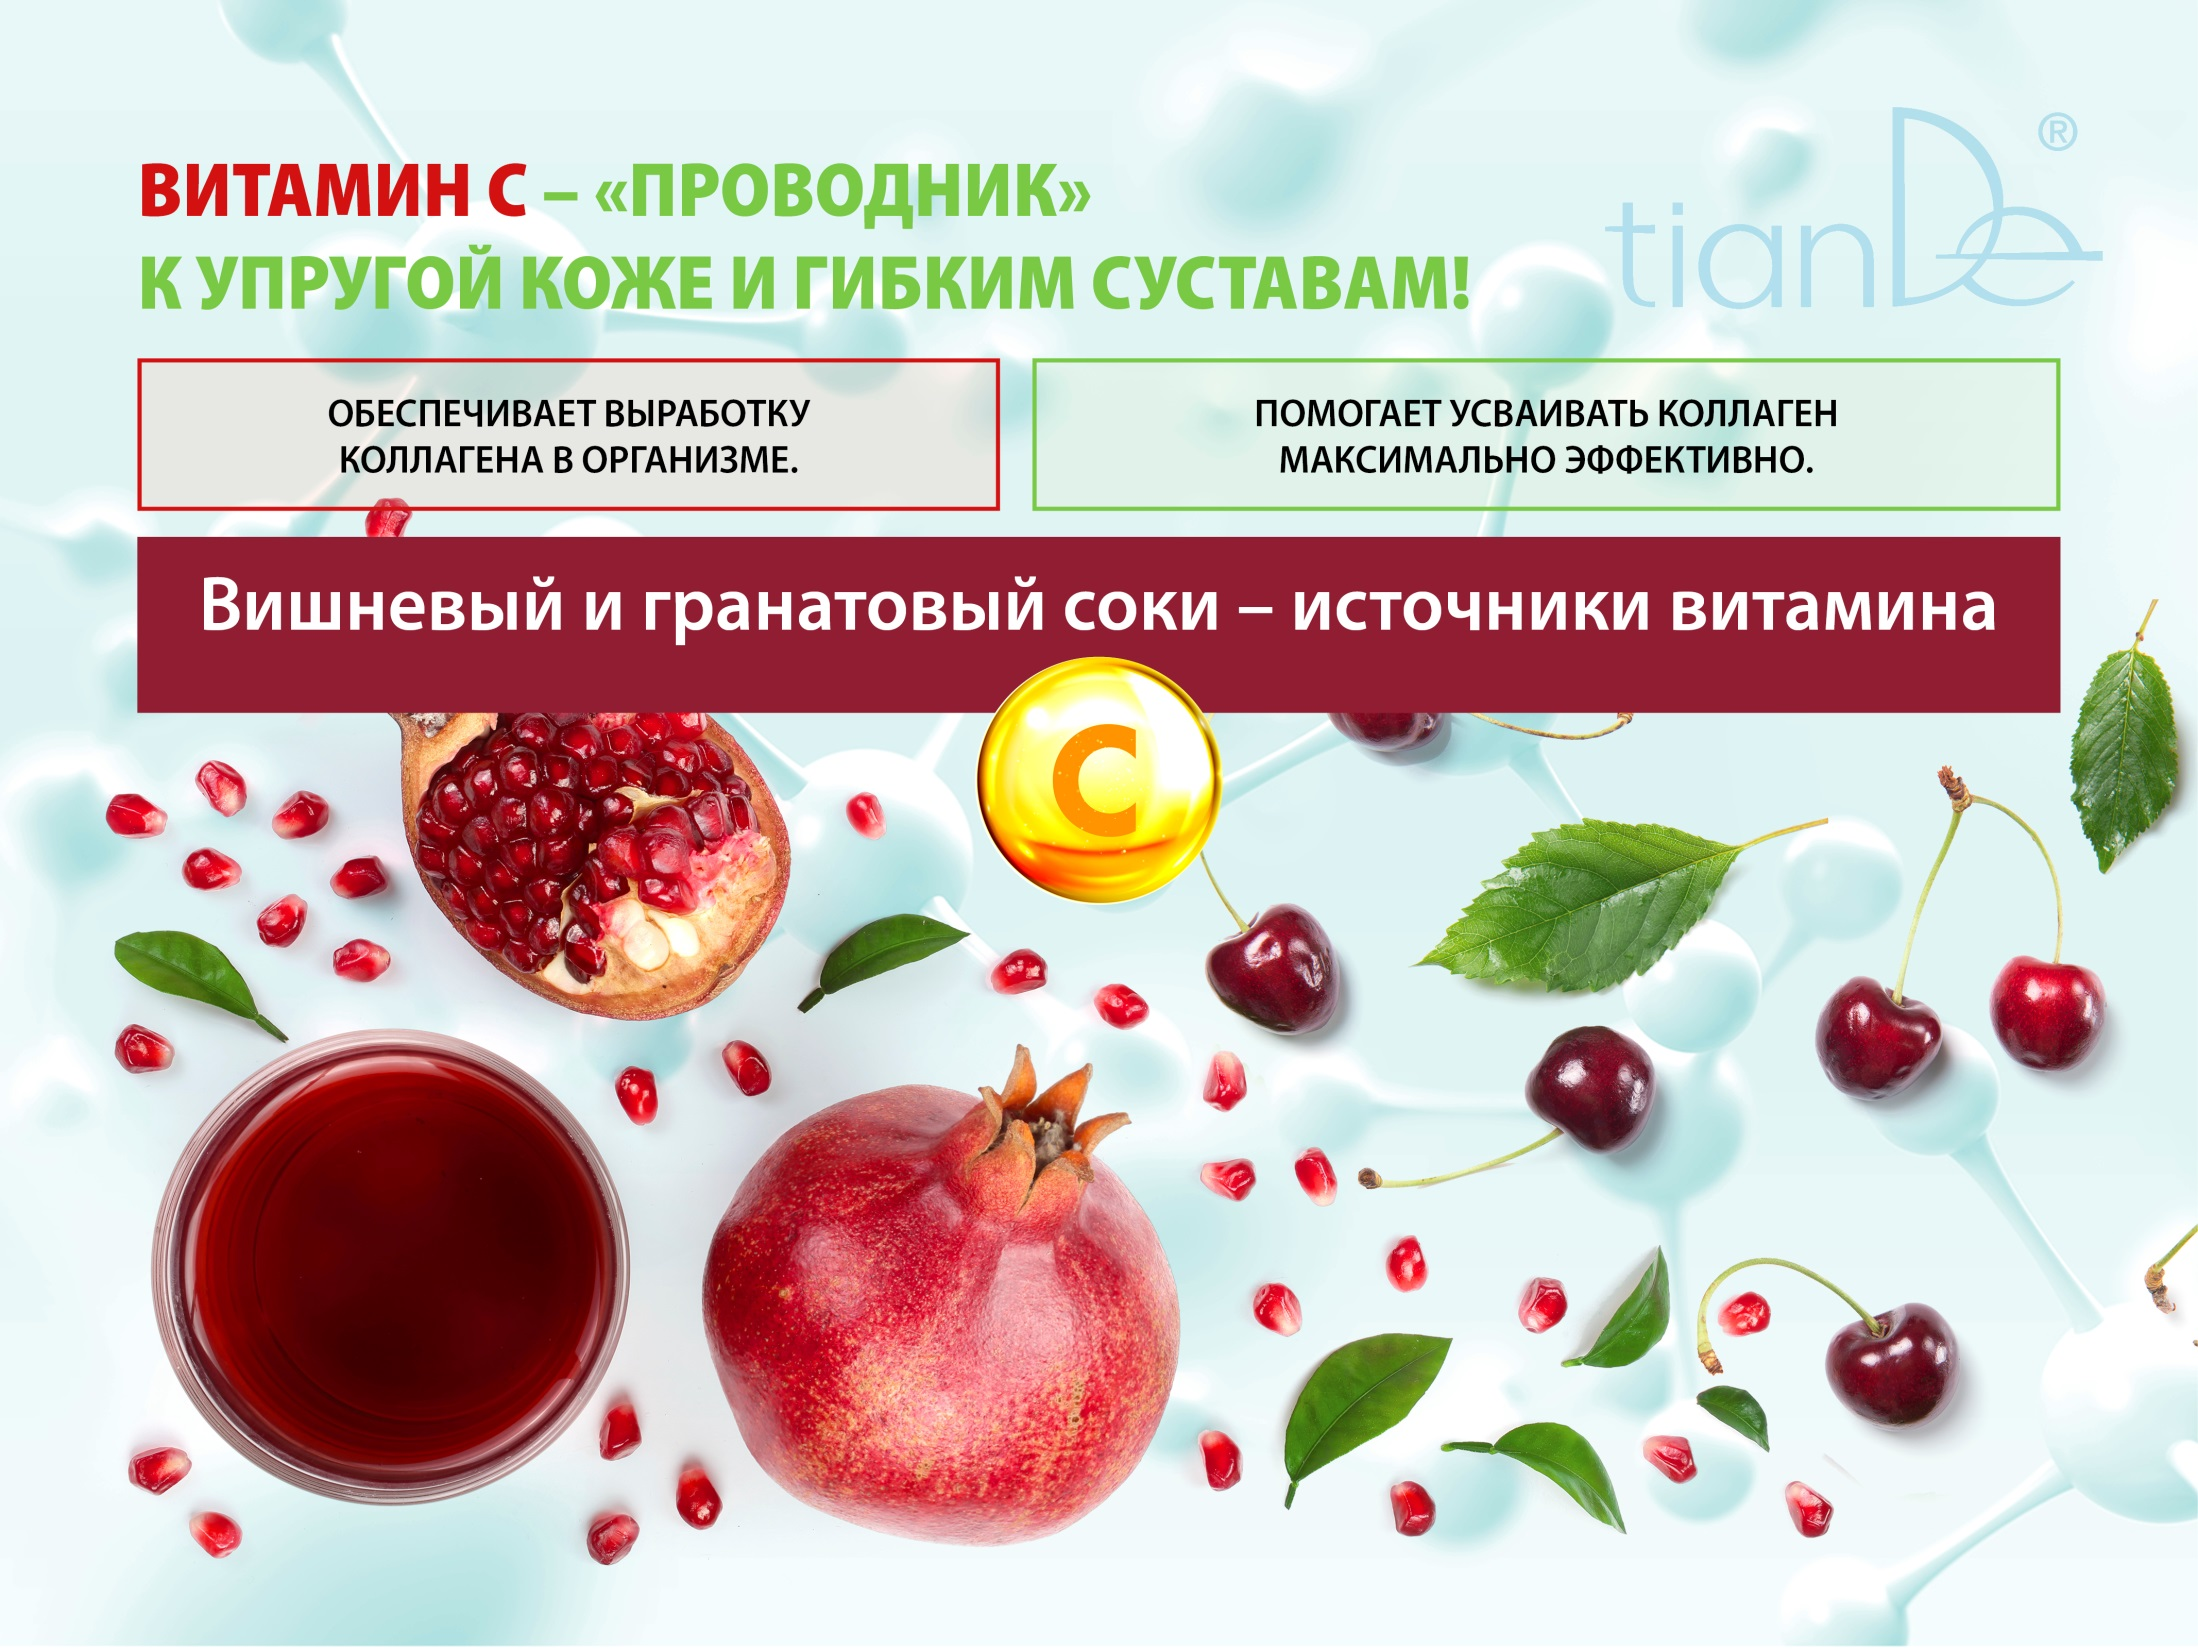 ВИТАМИН С – «ПРОВОДНИК»
К УПРУГОЙ КОЖЕ И ГИБКИМ СУСТАВАМ!
tianDe®
ОБЕСПЕЧИВАЕТ ВЫРАБОТКУ
КОЛЛАГЕНА В ОРГАНИЗМЕ.
ПОМОГАЕТ УСВАИВАТЬ КОЛЛАГЕН
МАКСИМАЛЬНО ЭФФЕКТИВНО.
Вишневый и гранатовый соки – источники витамина
С